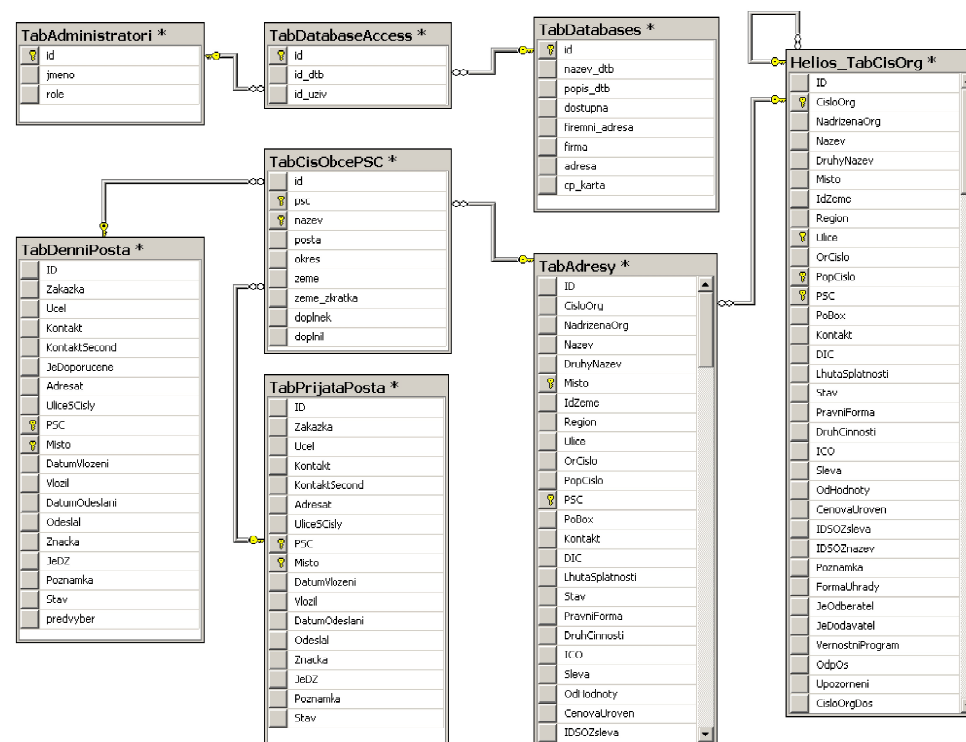 TabAdministratori *
id
jmeno
role
TabDatabaseAccess *
id
id_dtb
id_uziv
TabDatabases *
id
nazev_dtb
popis_dtb
dostupna
firemni_adresa
firma
adresa
cp_karta
Helios_TabCisOrg *
ID
CisloOrg
NadrizenaOrg
Nazev
DruhyNazev
Misto
IdZeme
Region
Ulice
OrCislo
PopCislo
PSC
PoBox
Kontakt
DIC
LhutaSplatnosti
Stav
PravniForma
DruhCinnosti
ICO
Sleva
OdHodnoty
CenovaUroven
IDSOZsleva
IDSOZnazev
Poznamka
FormaUhrady
JeOdberatel
JeDodavatel
VernostniProgram
OdpOs
Upozorneni
CisloOrgDos
TabCisObcePSC *
id
psc
nazev
posta
okres
zeme
zeme_zkratka
doplnek
doplnil
TabDenniPosta *
ID
Zakazka
Ucel
Kontakt
KontaktSecond
JeDoporucene
Adresat
UliceSCisly
PSC
Misto
DatumVlozeni
Vlozil
DatumOdeslani
Odeslal
Znacka
JeDZ
Poznamka
Stav
predvyber
TabPrijataPosta *
ID
Zakazka
Ucel
Kontakt
KontaktSecond
Adresat
UliceSCisly
PSC
Misto
DatumVlozeni
Vlozil
DatumOdeslani
Odeslal
Znacka
JeDZ
Poznamka
Stav
TabAdresy *
ID
CisloOrg
NadrizenaOrg
Nazev
DruhyNazev
Misto
IdZeme
Region
Ulice
OrCislo
PopCislo
PSC
PoBox
Kontakt
DIC
LhutaSplatnosti
Stav
PravniForma
DruhCinnosti
ICO
Sleva
OdHodnoty
CenovaUroven
IDSOZsleva